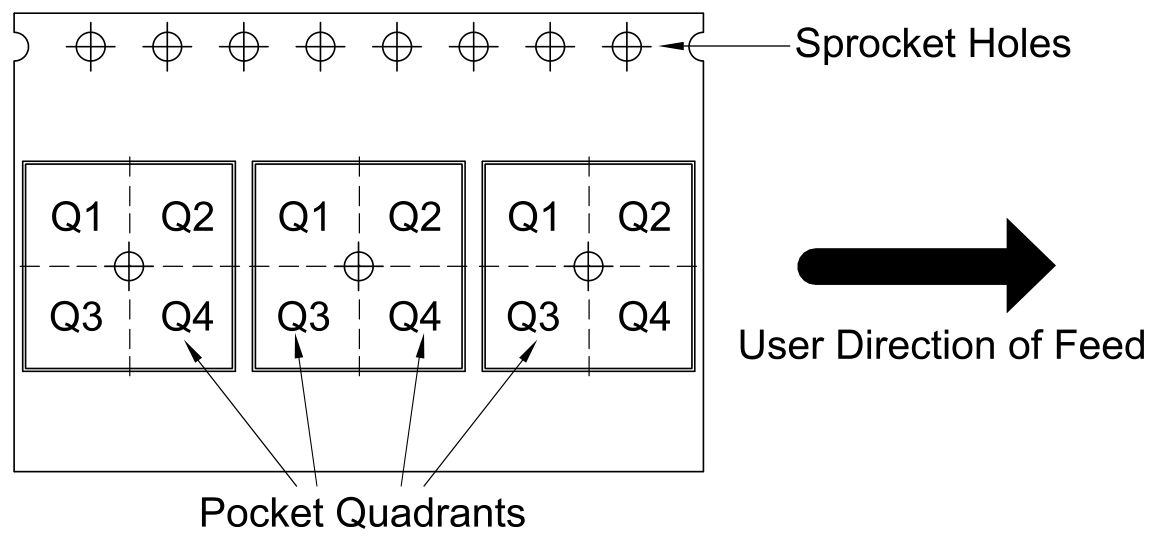 Sprocket Holes
Q1 Q2 Q1 Q2 Q1 Q2
Q3 Q4 Q3 Q4 Q3 Q4
User Direction of Feed
Pocket Quadrants